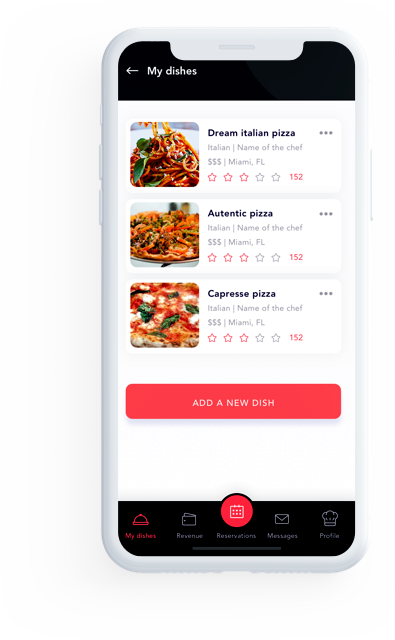 My dishes
Dream italian pizza
Italian | Name of the chef
$$$ | Miami, FL
152
Autentic pizza
Italian | Name of the chef
$$$ | Miami, FL
152
Capresse pizza
Italian | Name of the chef
$$$ | Miami, FL
152
ADD A NEW DISH
My dishes
Revenue
Reservations
Messages
Profile